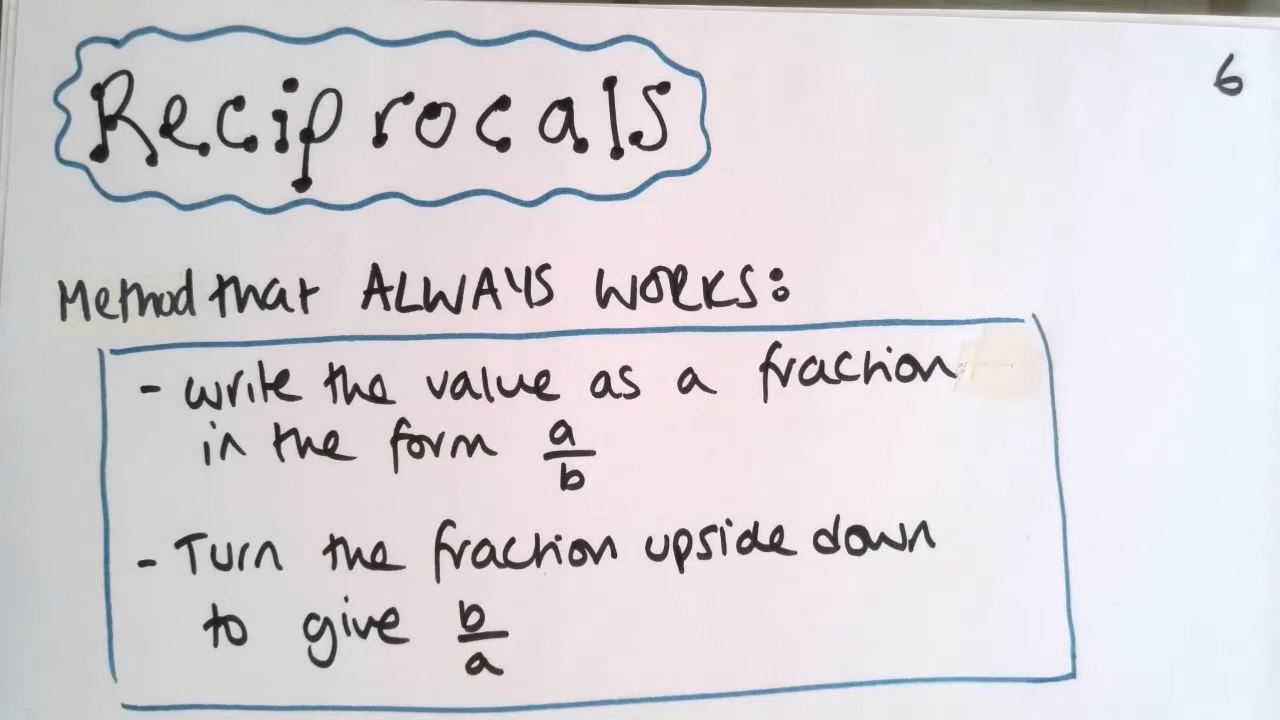 Reciprocals
6
Method that ALWAYS WORKS:
- write the value as a fraction
in the form a/b
- Turn the fraction upside down
to give b/a